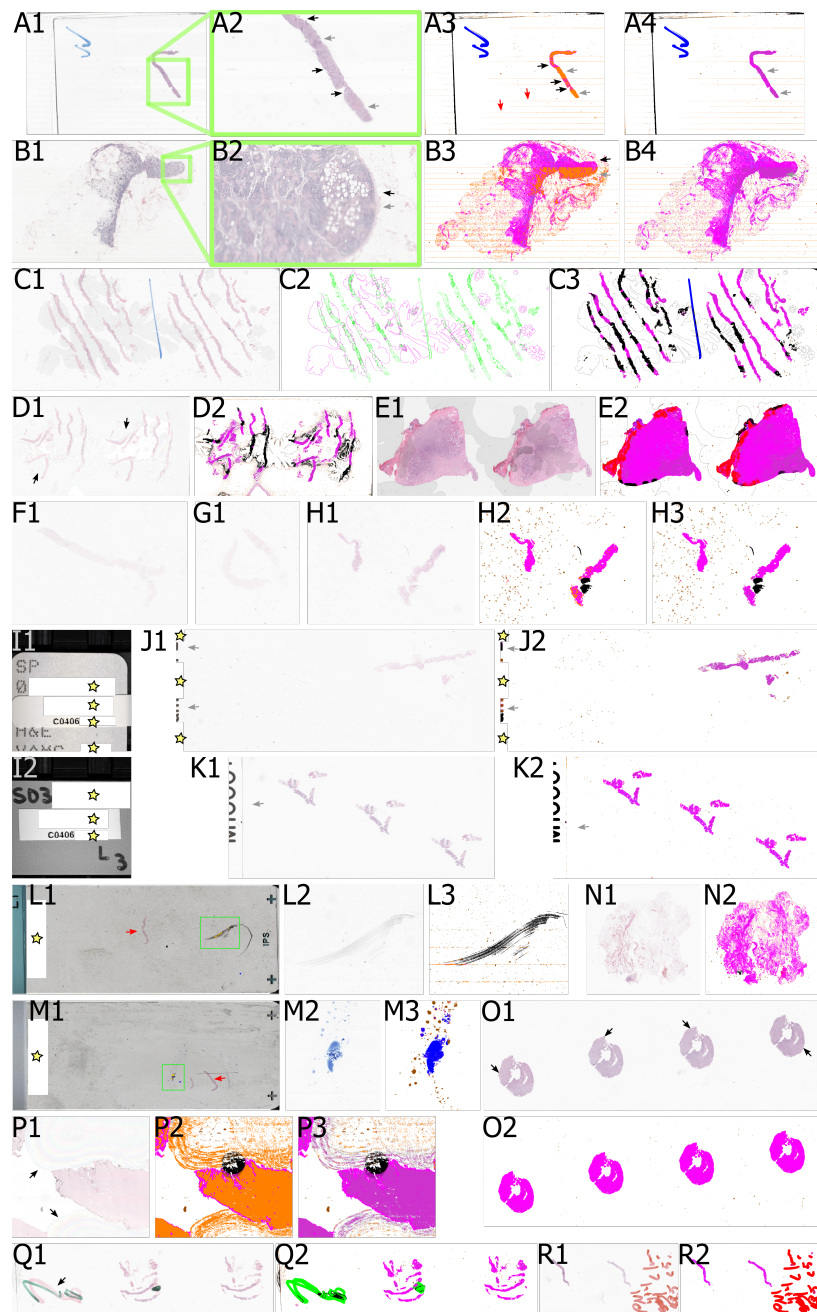 A1 A2 A3 A4
B1 B2 B3 B4
C1 C2 C3
D1 D2 E1 E2
F1 G1 H1 H2 H3
I1 J1 J2
SP
0
C0406
H&E
I2 K1 K2
S03
C0406
L3
L1 L2 L3 N1 N2
IPS.
M1 M2 M3 O1
P1 P2 P3 O2
Q1 Q2 R1 R2